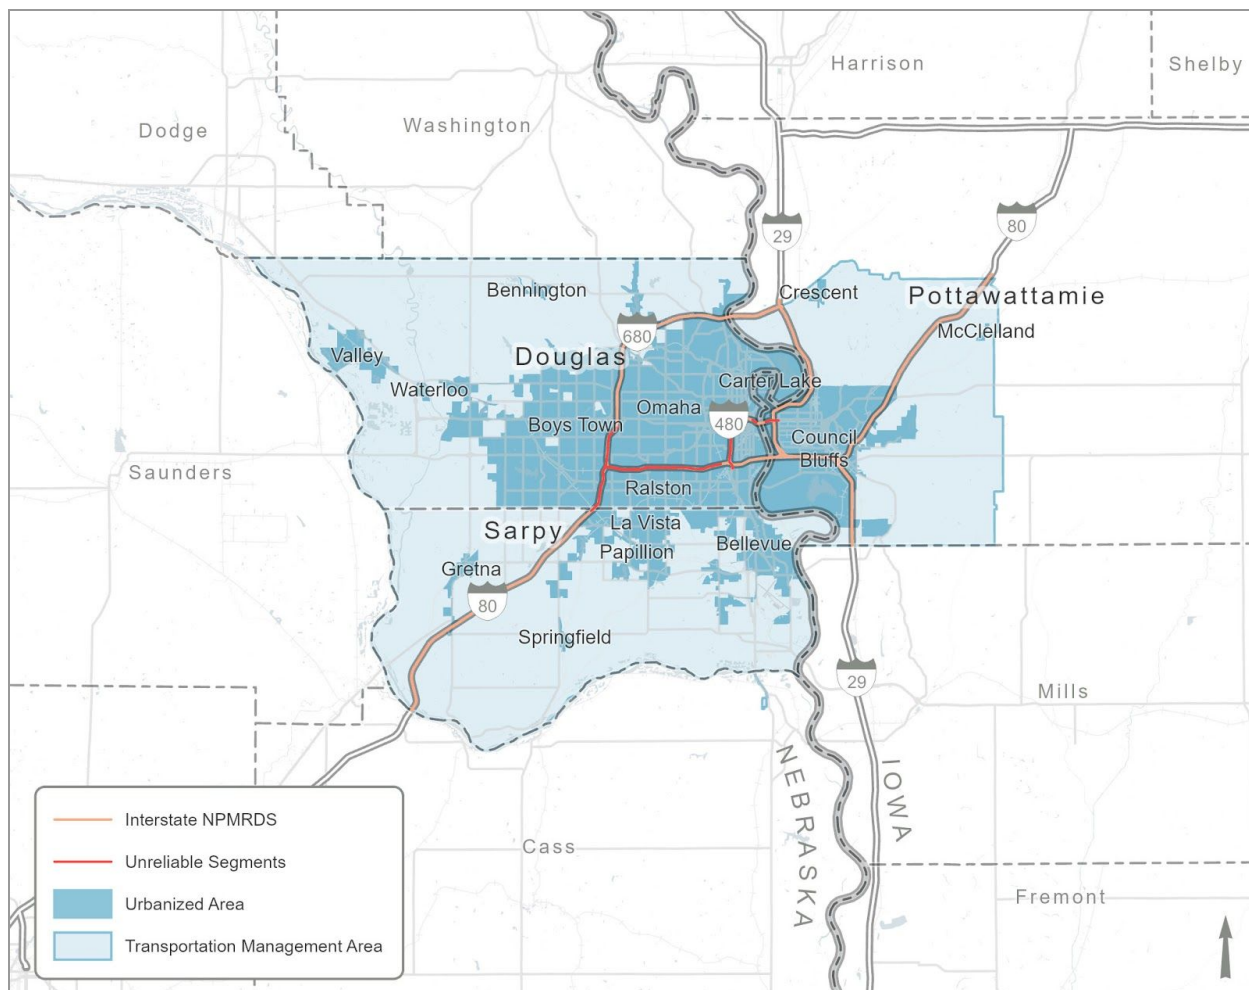 Harrison
Shelby
Dodge
Washington
80
29
Bennington
Crescent
Pottawattamie
McClelland
680
Douglas
Valley
Waterloo
Carter Lake
Omaha
480
Boys Town
Council
Bluffs
Saunders
Ralston
Sarpy
La Vista
Papillion
Bellevue
Gretna
80
Springfield
29
Mills
NEBRASKA
IOWA
Cass
Fremont
Interstate NPMRDS
Unreliable Segments
Urbanized Area
Transportation Management Area